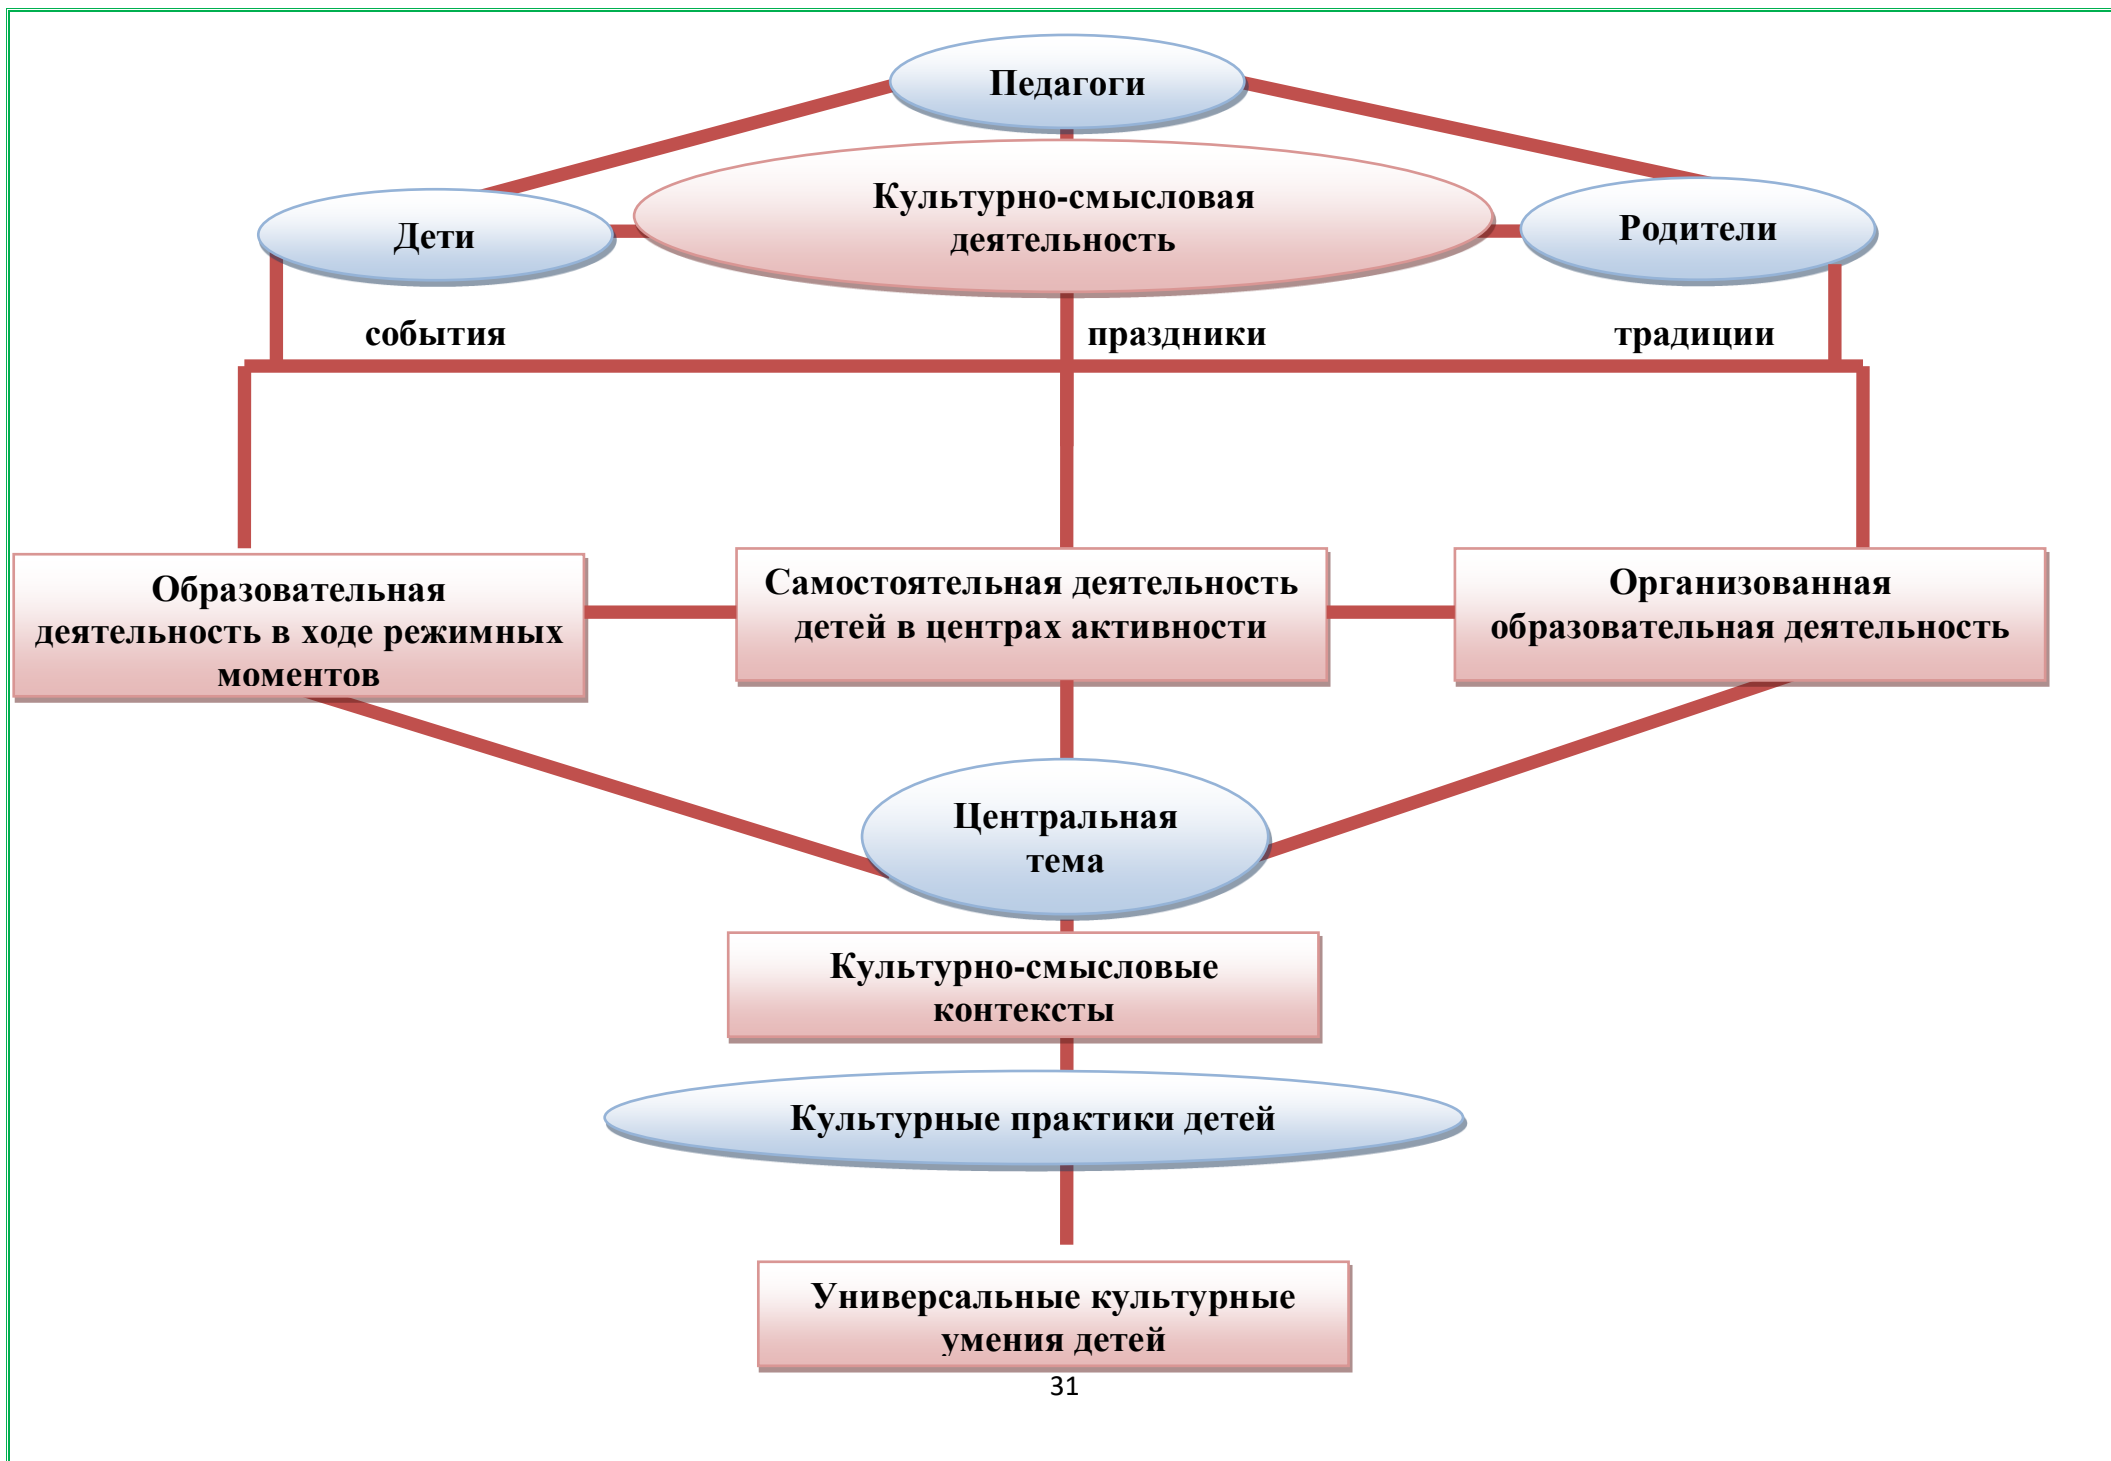 Педагоги
Культурно-смысловая
деятельность
Дети
Родители
события
праздники
традиции
Образовательная
деятельность в ходе режимных
моментов
Самостоятельная деятельность
детей в центрах активности
Организованная
образовательная деятельность
Центральная
тема
Культурно-смысловые
контексты
Культурные практики детей
Универсальные культурные
умения детей
31